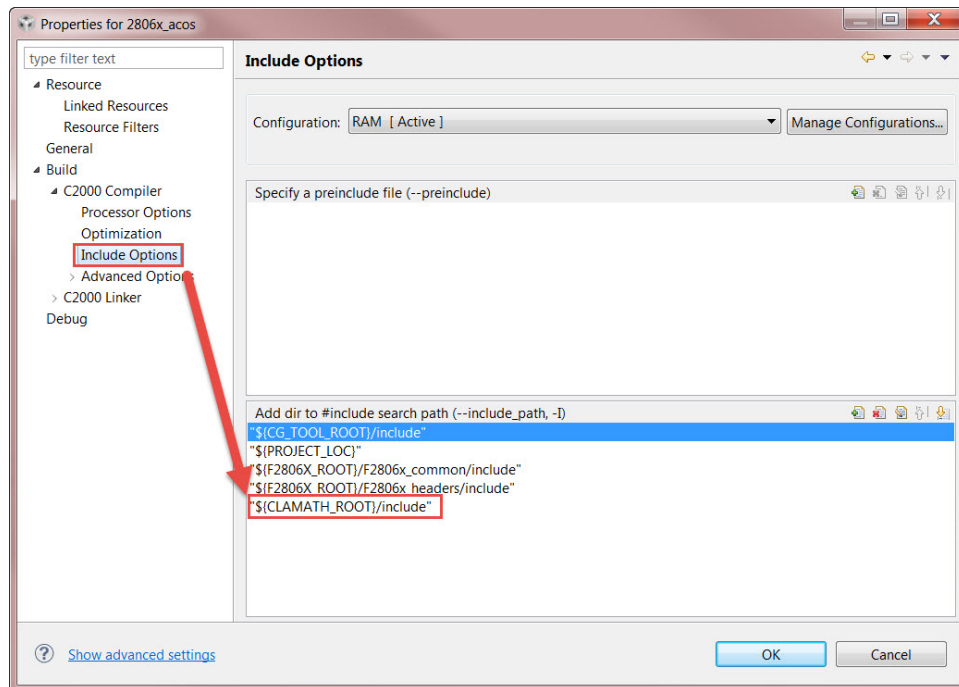 Properties for 2806x_acos
type filter text
Resource
Linked Resources
Resource Filters
General
Build
C2000 Compiler
Processor Options
Optimization
Include Options
Advanced Options
C2000 Linker
Debug
Include Options
Configuration: RAM [ Active ] Manage Configurations...
Specify a preinclude file (--preinclude)
Add dir to #include search path (--include_path, -I)
"${CG_TOOL_ROOT}/include"
"${PROJECT_LOC}"
"${F2806X_ROOT}/F2806x_common/include"
"${F2806X_ROOT}/F2806x_headers/include"
"${CLAMATH_ROOT}/include"
Show advanced settings
OK Cancel